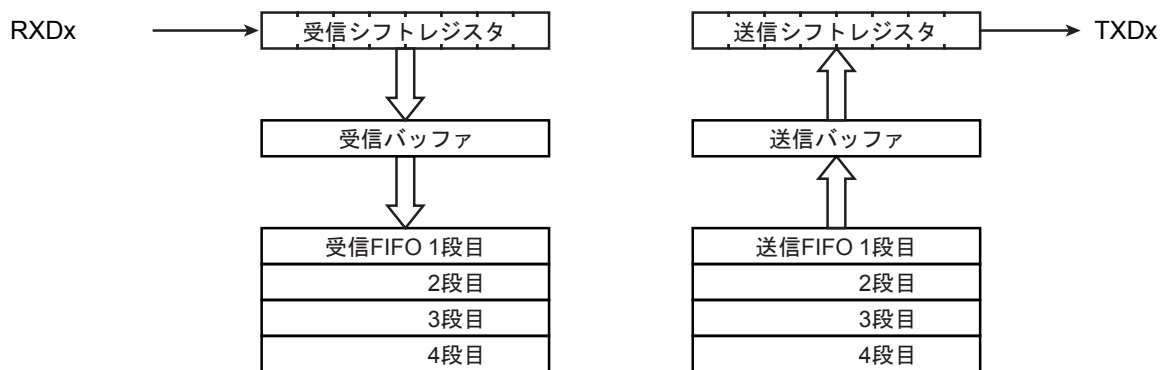 RXDx
受信シフトレジスタ
受信バッファ
受信FIFO 1段目
2段目
3段目
4段目
送信シフトレジスタ
TXDx
送信バッファ
送信FIFO 1段目
2段目
3段目
4段目